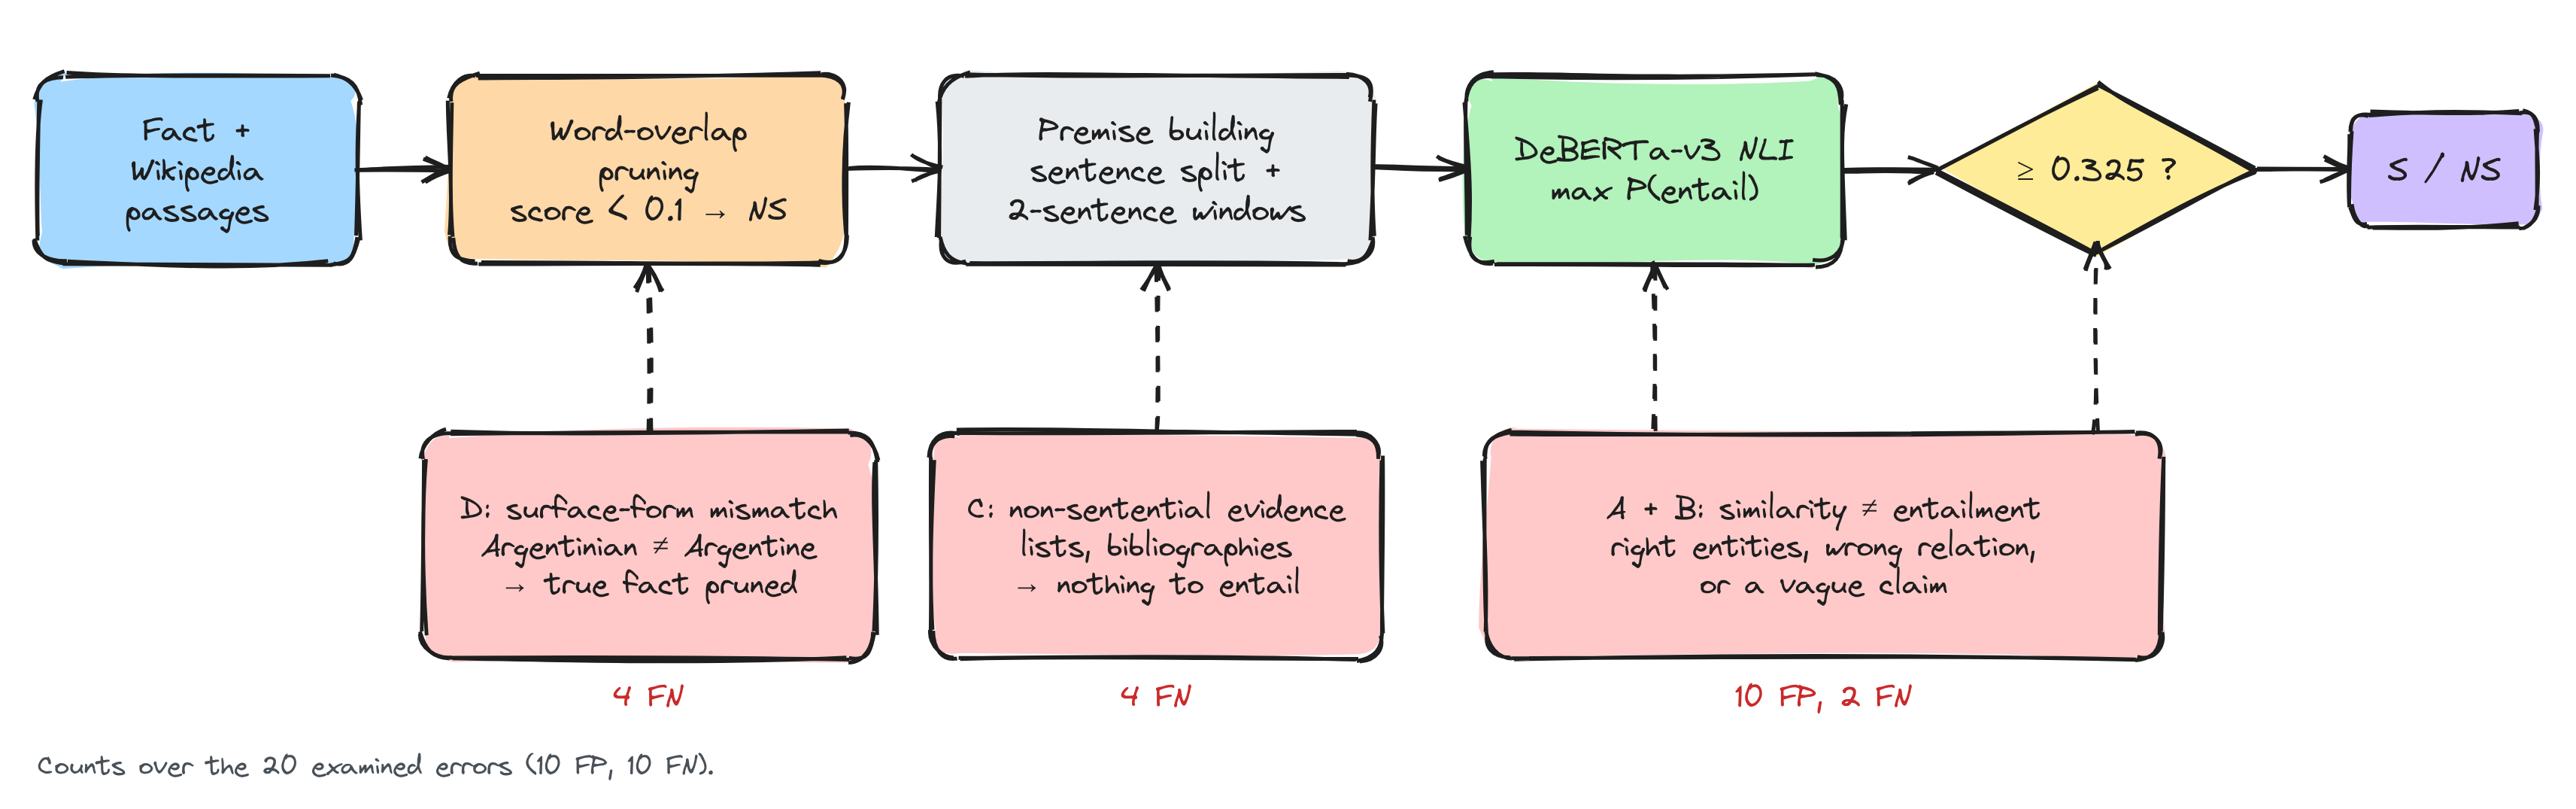 Fact +
Wikipedia
passages
Word-overlap
pruning
score < 0.1 → NS
Premise building
sentence split +
2-sentence windows
DeBERTa-v3 NLI
max P(entail)
≥ 0.325 ?
S / NS
D: surface-form mismatch
Argentinian ≠ Argentine
→ true fact pruned
C: non-sentential evidence
lists, bibliographies
→ nothing to entail
A + B: similarity ≠ entailment
right entities, wrong relation,
or a vague claim
4 FN
4 FN
10 FP, 2 FN
Counts over the 20 examined errors (10 FP, 10 FN).